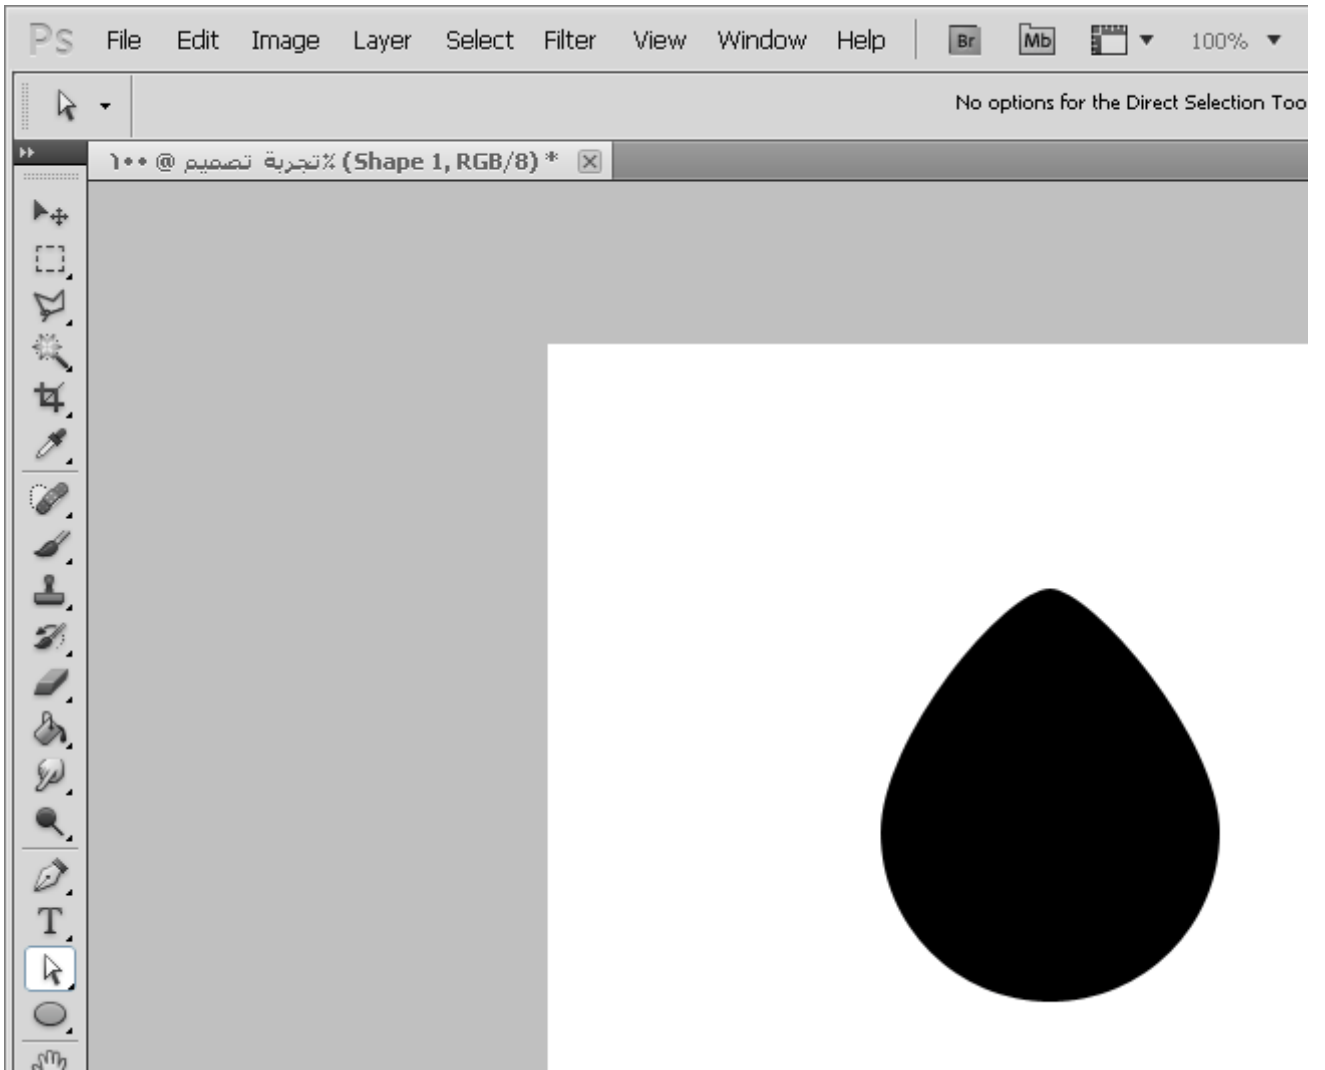 Ps File Edit Image Layer Select Filter View Window Help Br Mb 100%
No options for the Direct Selection Too
تجربة تصميم @ ١٠٠% (Shape 1, RGB/8) *
T